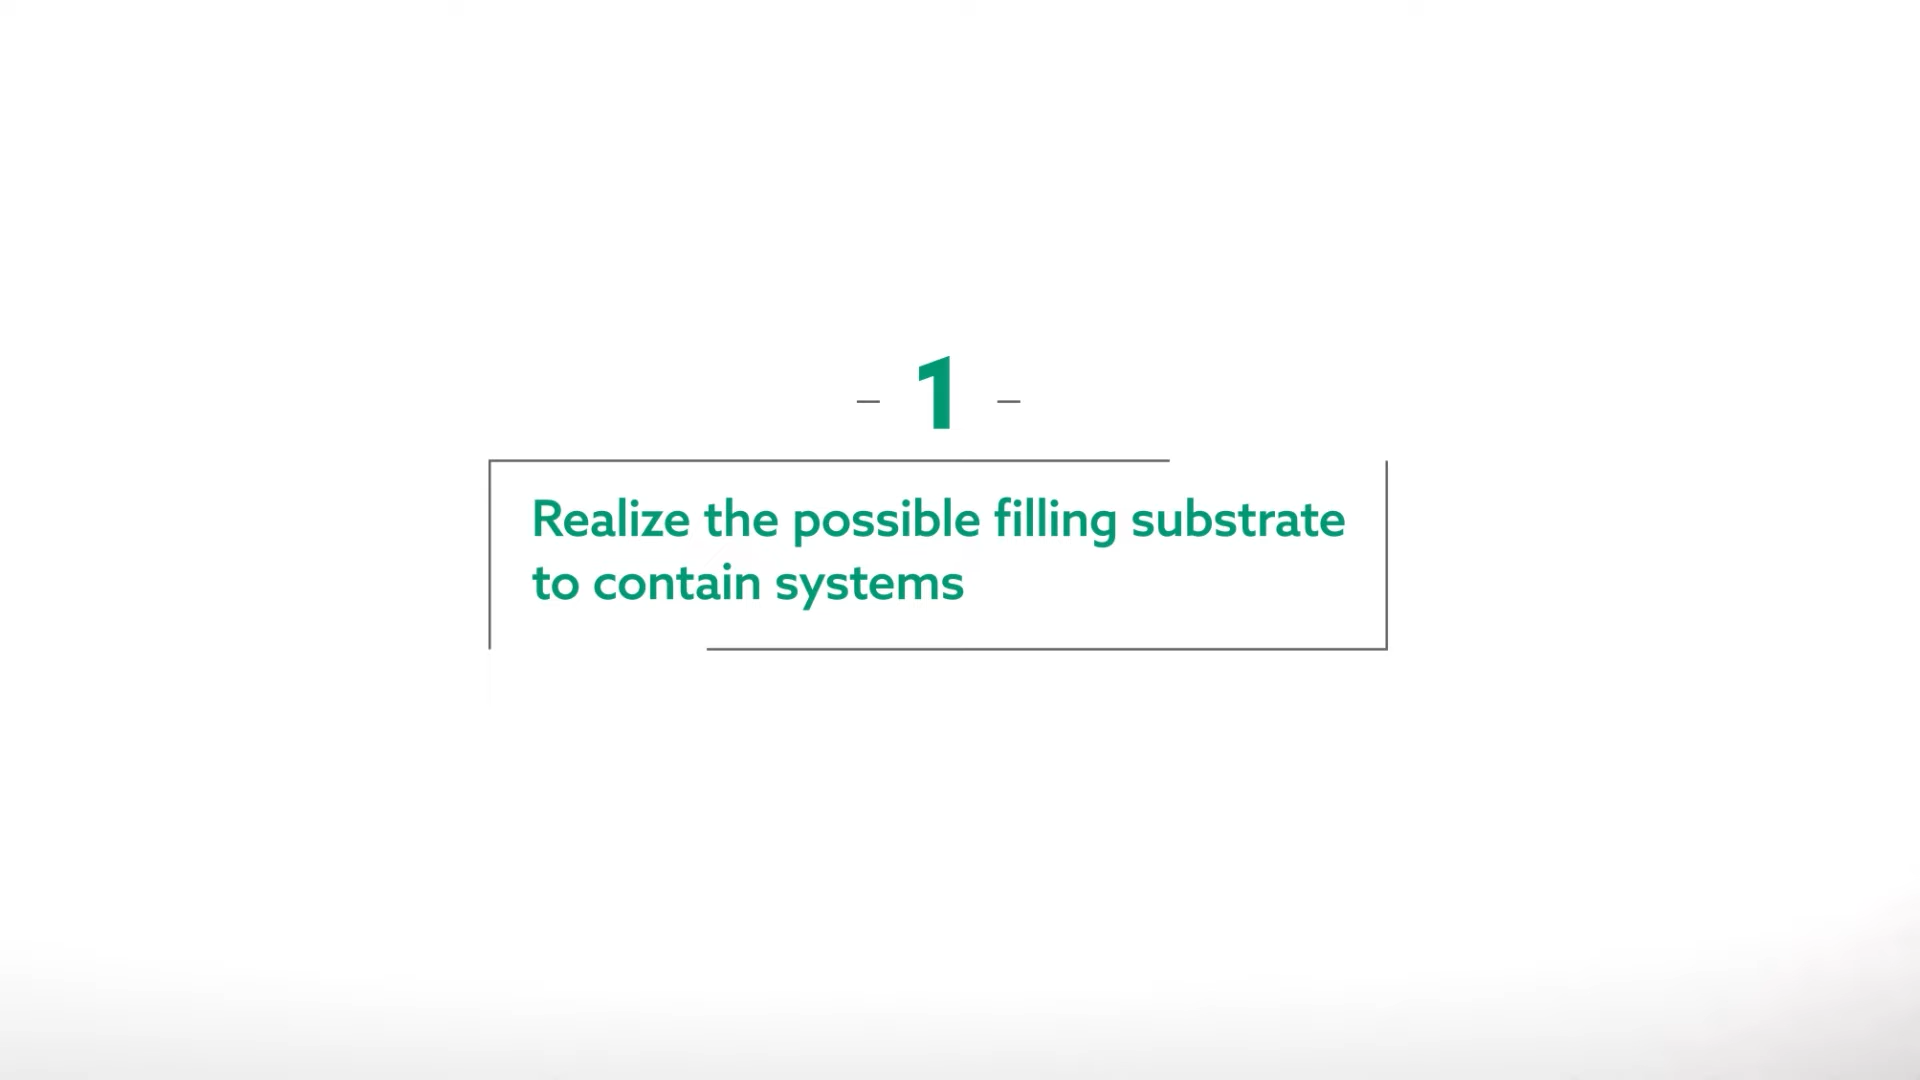 – 1 –
Realize the possible filling substrate
to contain systems